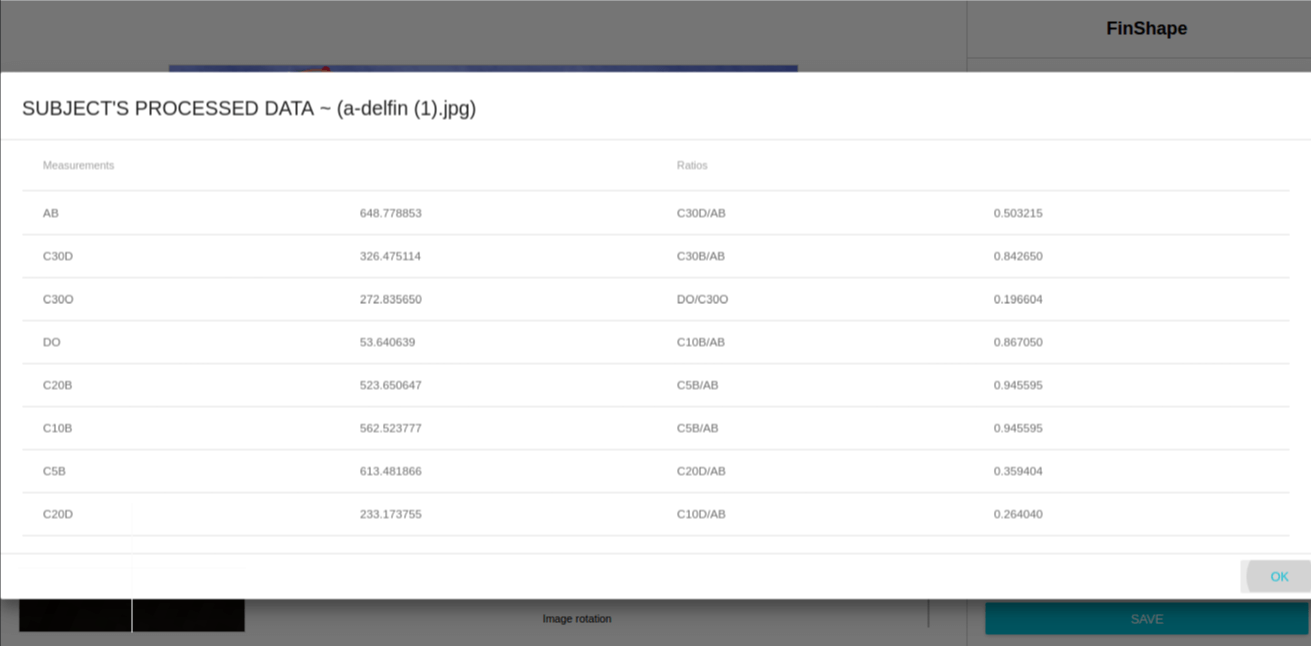 FinShape
SUBJECT'S PROCESSED DATA ~ (a-delfin (1).jpg)
Measurements Ratios
AB 648.778853 C30D/AB 0.503215
C30D 326.475114 C30B/AB 0.842650
C30O 272.835650 DO/C30O 0.196604
DO 53.640639 C10B/AB 0.867050
C20B 523.650647 C5B/AB 0.945595
C10B 562.523777 C5B/AB 0.945595
C5B 613.481866 C20D/AB 0.359404
C20D 233.173755 C10D/AB 0.264040
OK
Image rotation
SAVE